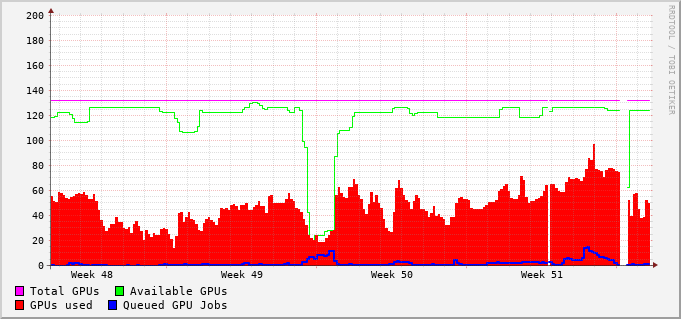 200
180
160
140
120
100
80
60
40
20
0
Week 48 Week 49 Week 50 Week 51
Total GPUs Available GPUs
GPUs used Queued GPU Jobs
RRDTOOL / TOBI OETIKER